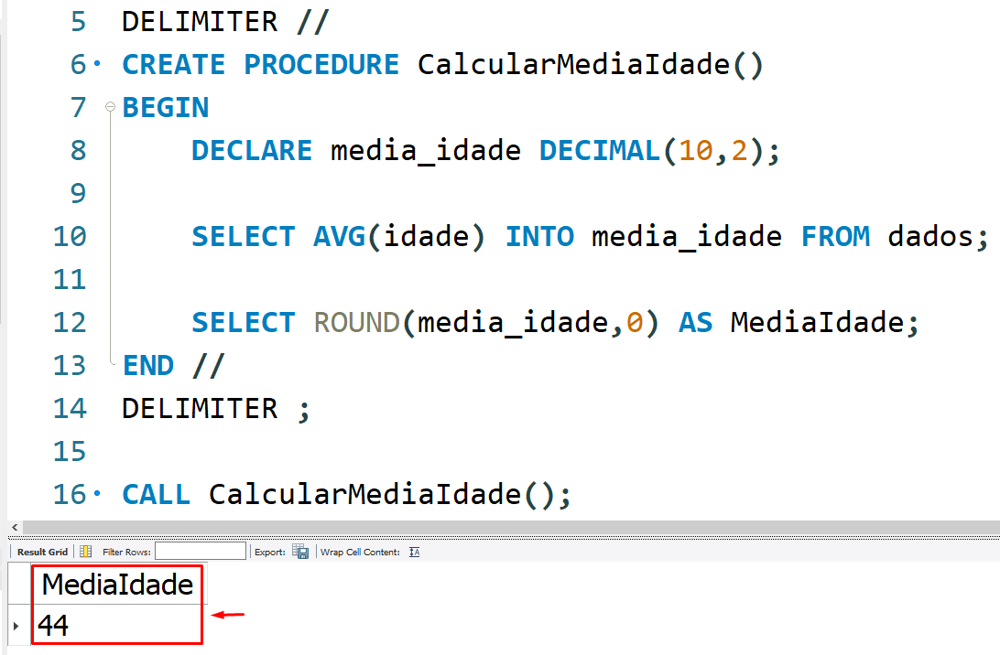 5 DELIMITER //
6 CREATE PROCEDURE CalcularMediaIdade()
7 BEGIN
8 DECLARE media_idade DECIMAL(10,2);
9
10 SELECT AVG(idade) INTO media_idade FROM dados;
11
12 SELECT ROUND(media_idade,0) AS MediaIdade;
13 END //
14 DELIMITER ;
15
16 CALL CalcularMediaIdade();
Result Grid Filter Rows: Export: Wrap Cell Content: IA
MediaIdade
44